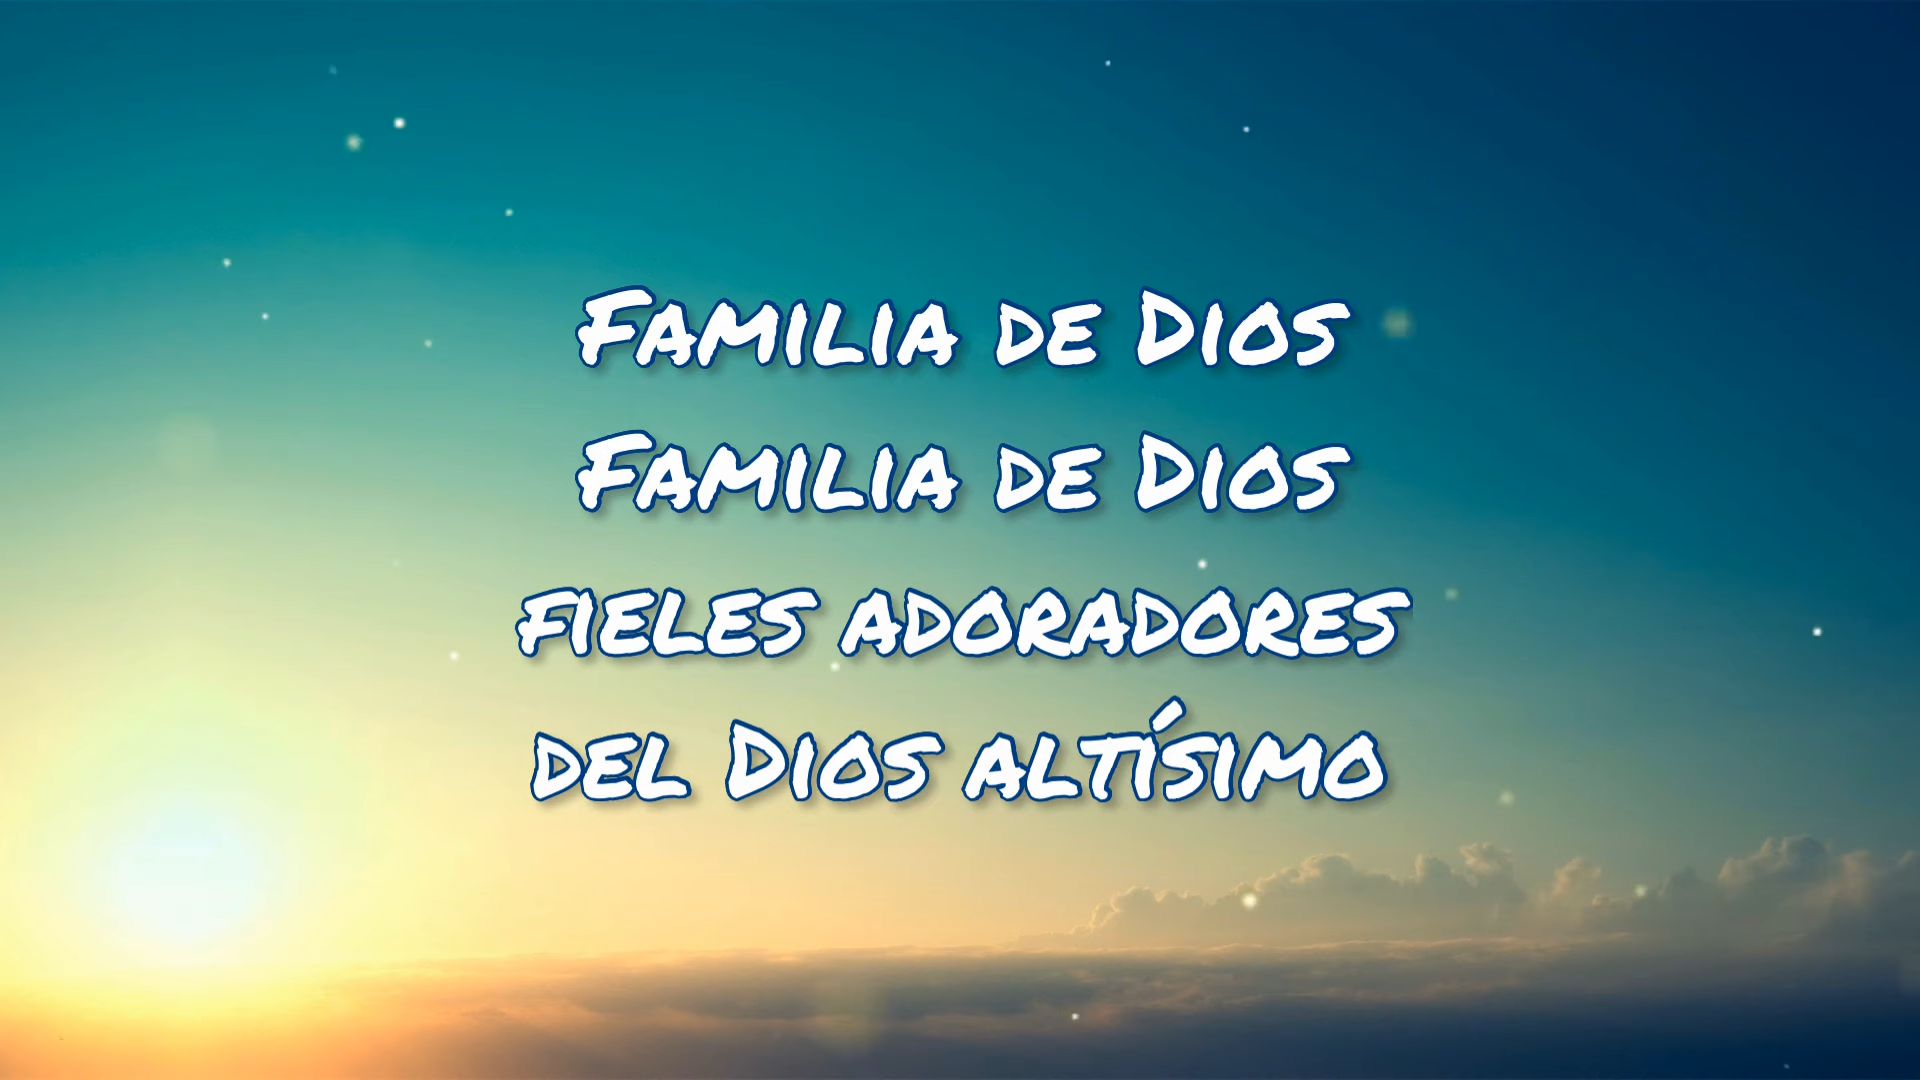 Familia de Dios
Familia de Dios
fieles adoradores
del Dios altísimo